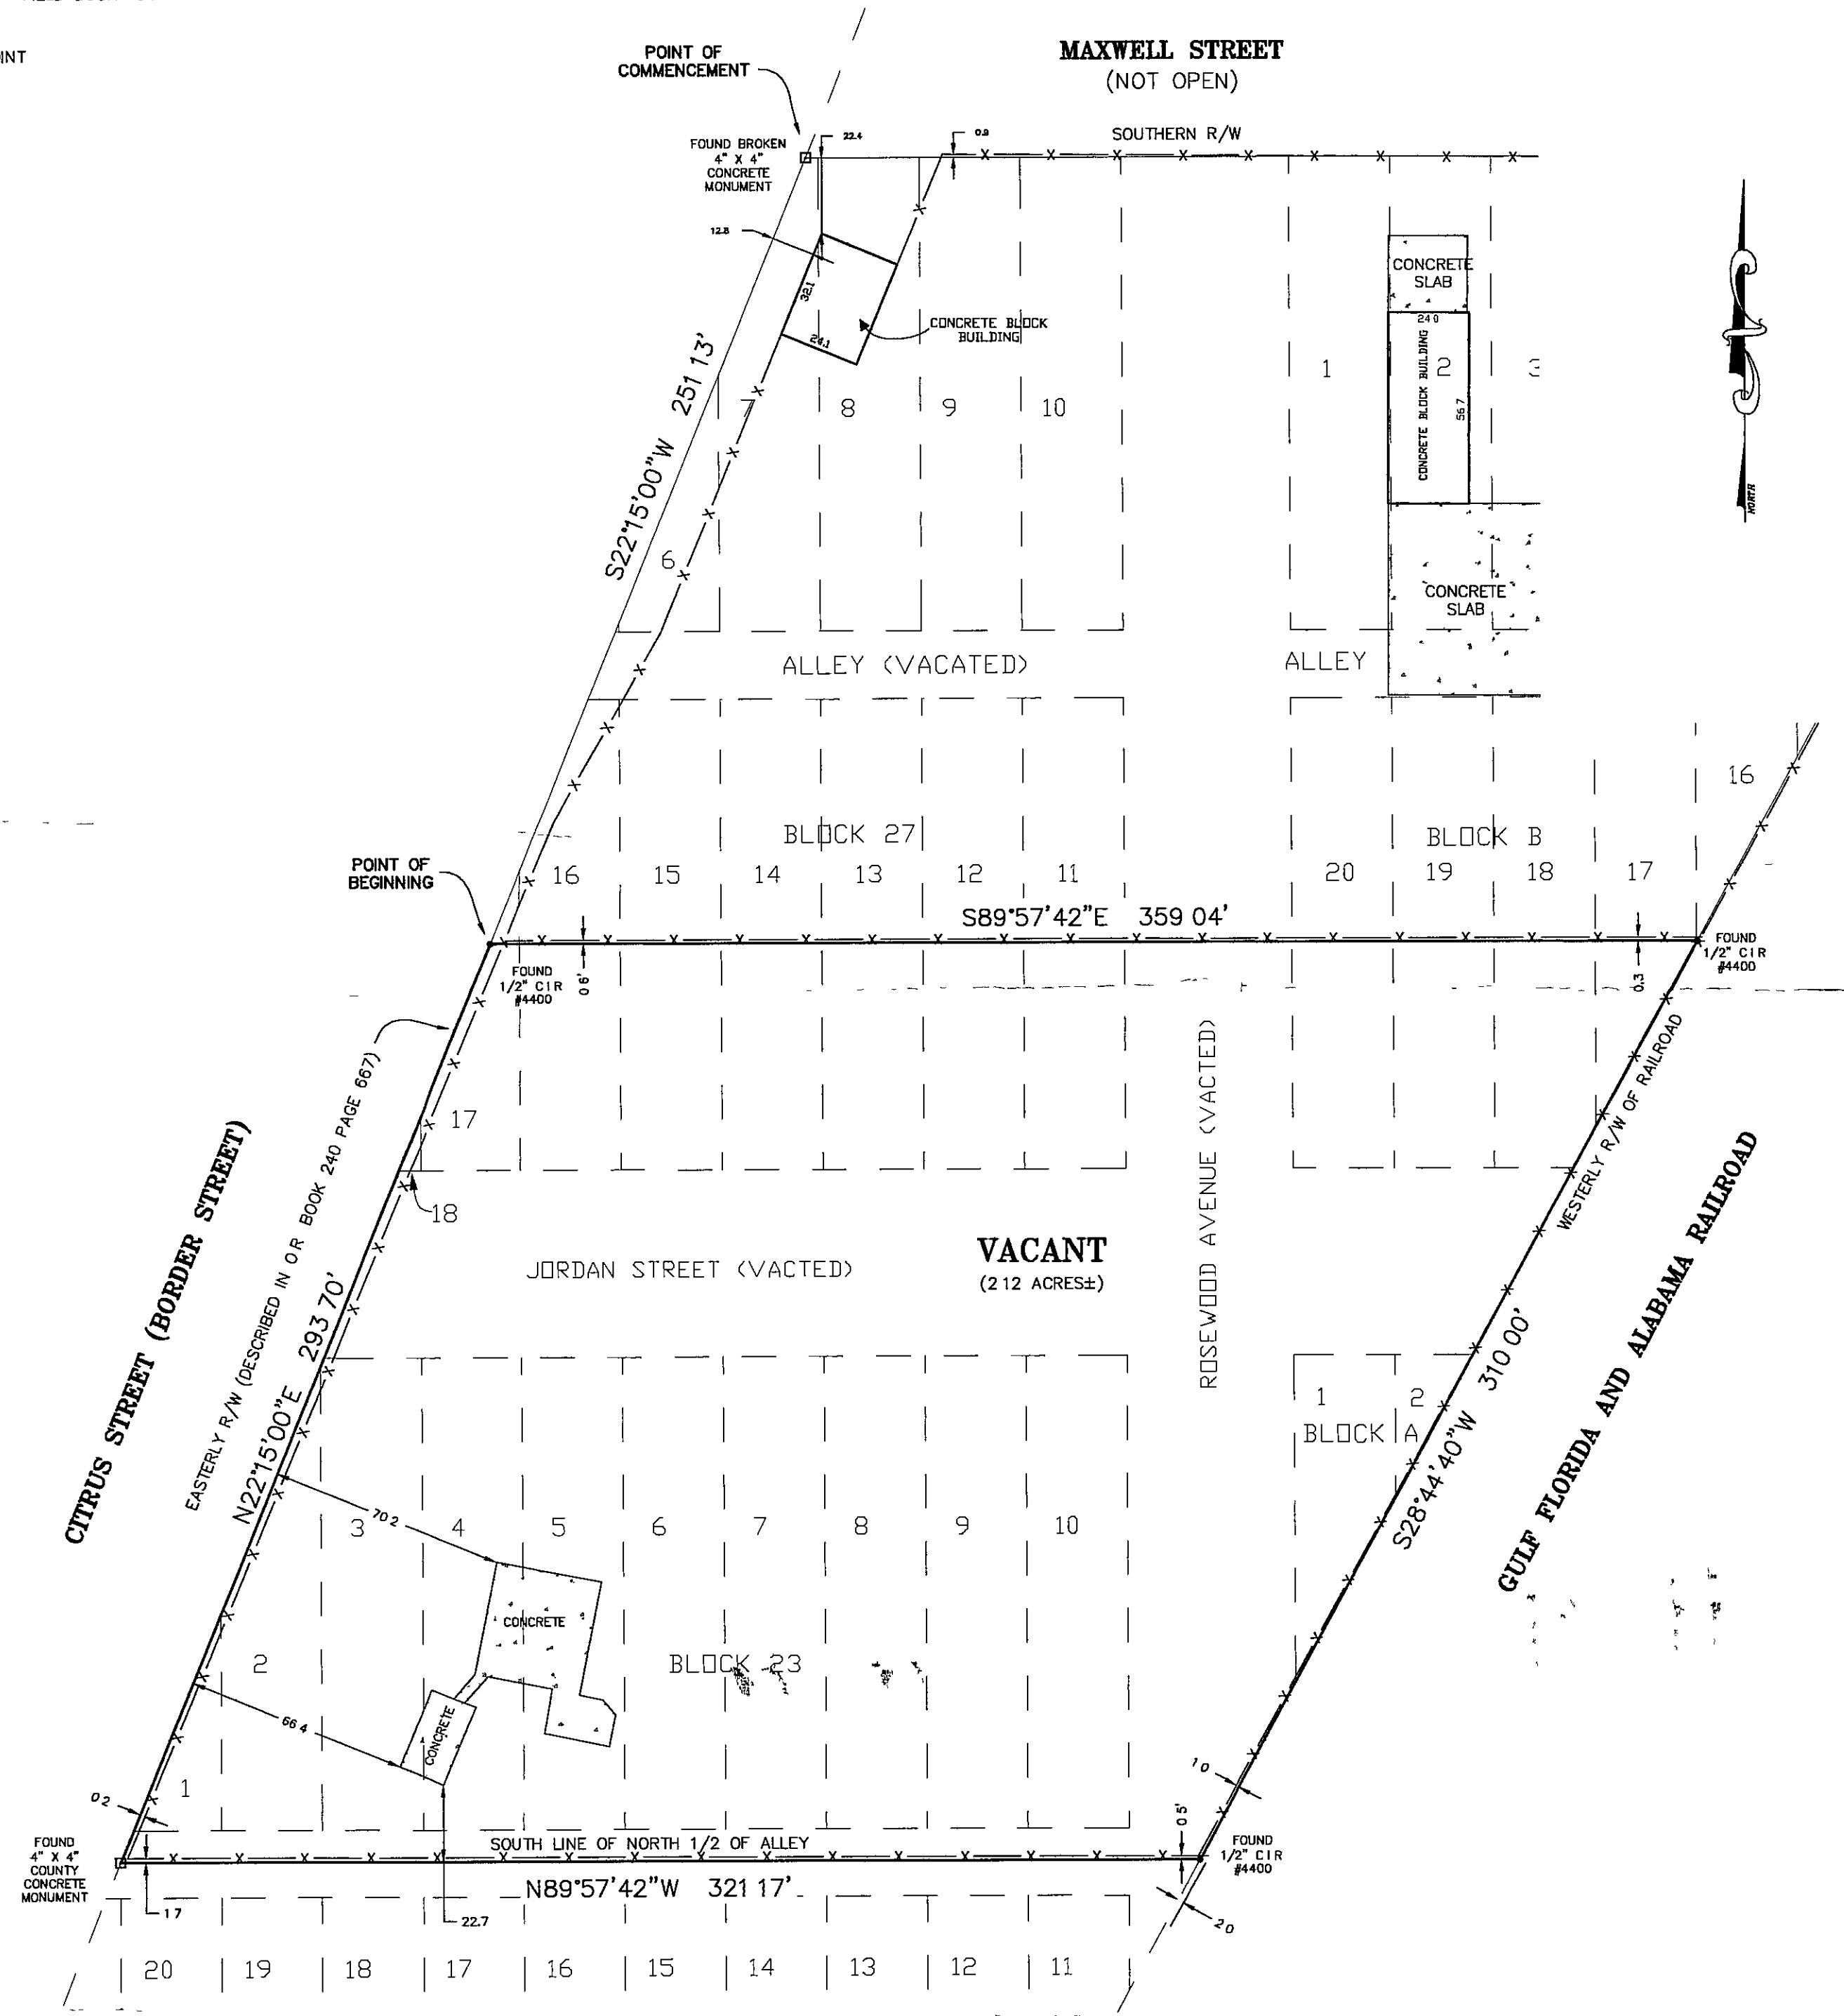 INT
POINT OF
COMMENCEMENT
MAXWELL STREET
(NOT OPEN)
FOUND BROKEN
4" X 4"
CONCRETE
MONUMENT
22.4
0.9
SOUTHERN R/W
12.8
32.1
24.1
CONCRETE BLOCK
BUILDING
CONCRETE
SLAB
24 0
CONCRETE BLOCK BUILDING
56 7
NORTH
S22°15'00"W 251 13'
1
2
3
7
8
9
10
6
CONCRETE
SLAB
ALLEY (VACATED)
ALLEY
16
BLOCK 27
BLOCK B
POINT OF
BEGINNING
16
15
14
13
12
11
20
19
18
17
S89°57'42"E 359 04'
FOUND
1/2" CIR
#4400
0 6'
0.3
FOUND
1/2" CIR
#4400
EASTERLY R/W (DESCRIBED IN OR BOOK 240 PAGE 667)
17
18
CITRUS STREET (BORDER STREET)
N22°15'00"E 293 70'
JORDAN STREET (VACTED)
VACANT
(2 12 ACRES±)
ROSEWOOD AVENUE (VACTED)
WESTERLY R/W OF RAILROAD
GULF FLORIDA AND ALABAMA RAILROAD
S28°44'40"W 310 00'
1
2
BLOCK A
3
4
5
6
7
8
9
10
70 2
CONCRETE
2
BLOCK 23
66 4
CONCRETE
1
0 2
1 0
0 5'
FOUND
4" X 4"
COUNTY
CONCRETE
MONUMENT
SOUTH LINE OF NORTH 1/2 OF ALLEY
FOUND
1/2" CIR
#4400
N89°57'42"W 321 17'
1 7
22.7
2 0
20
19
18
17
16
15
14
13
12
11